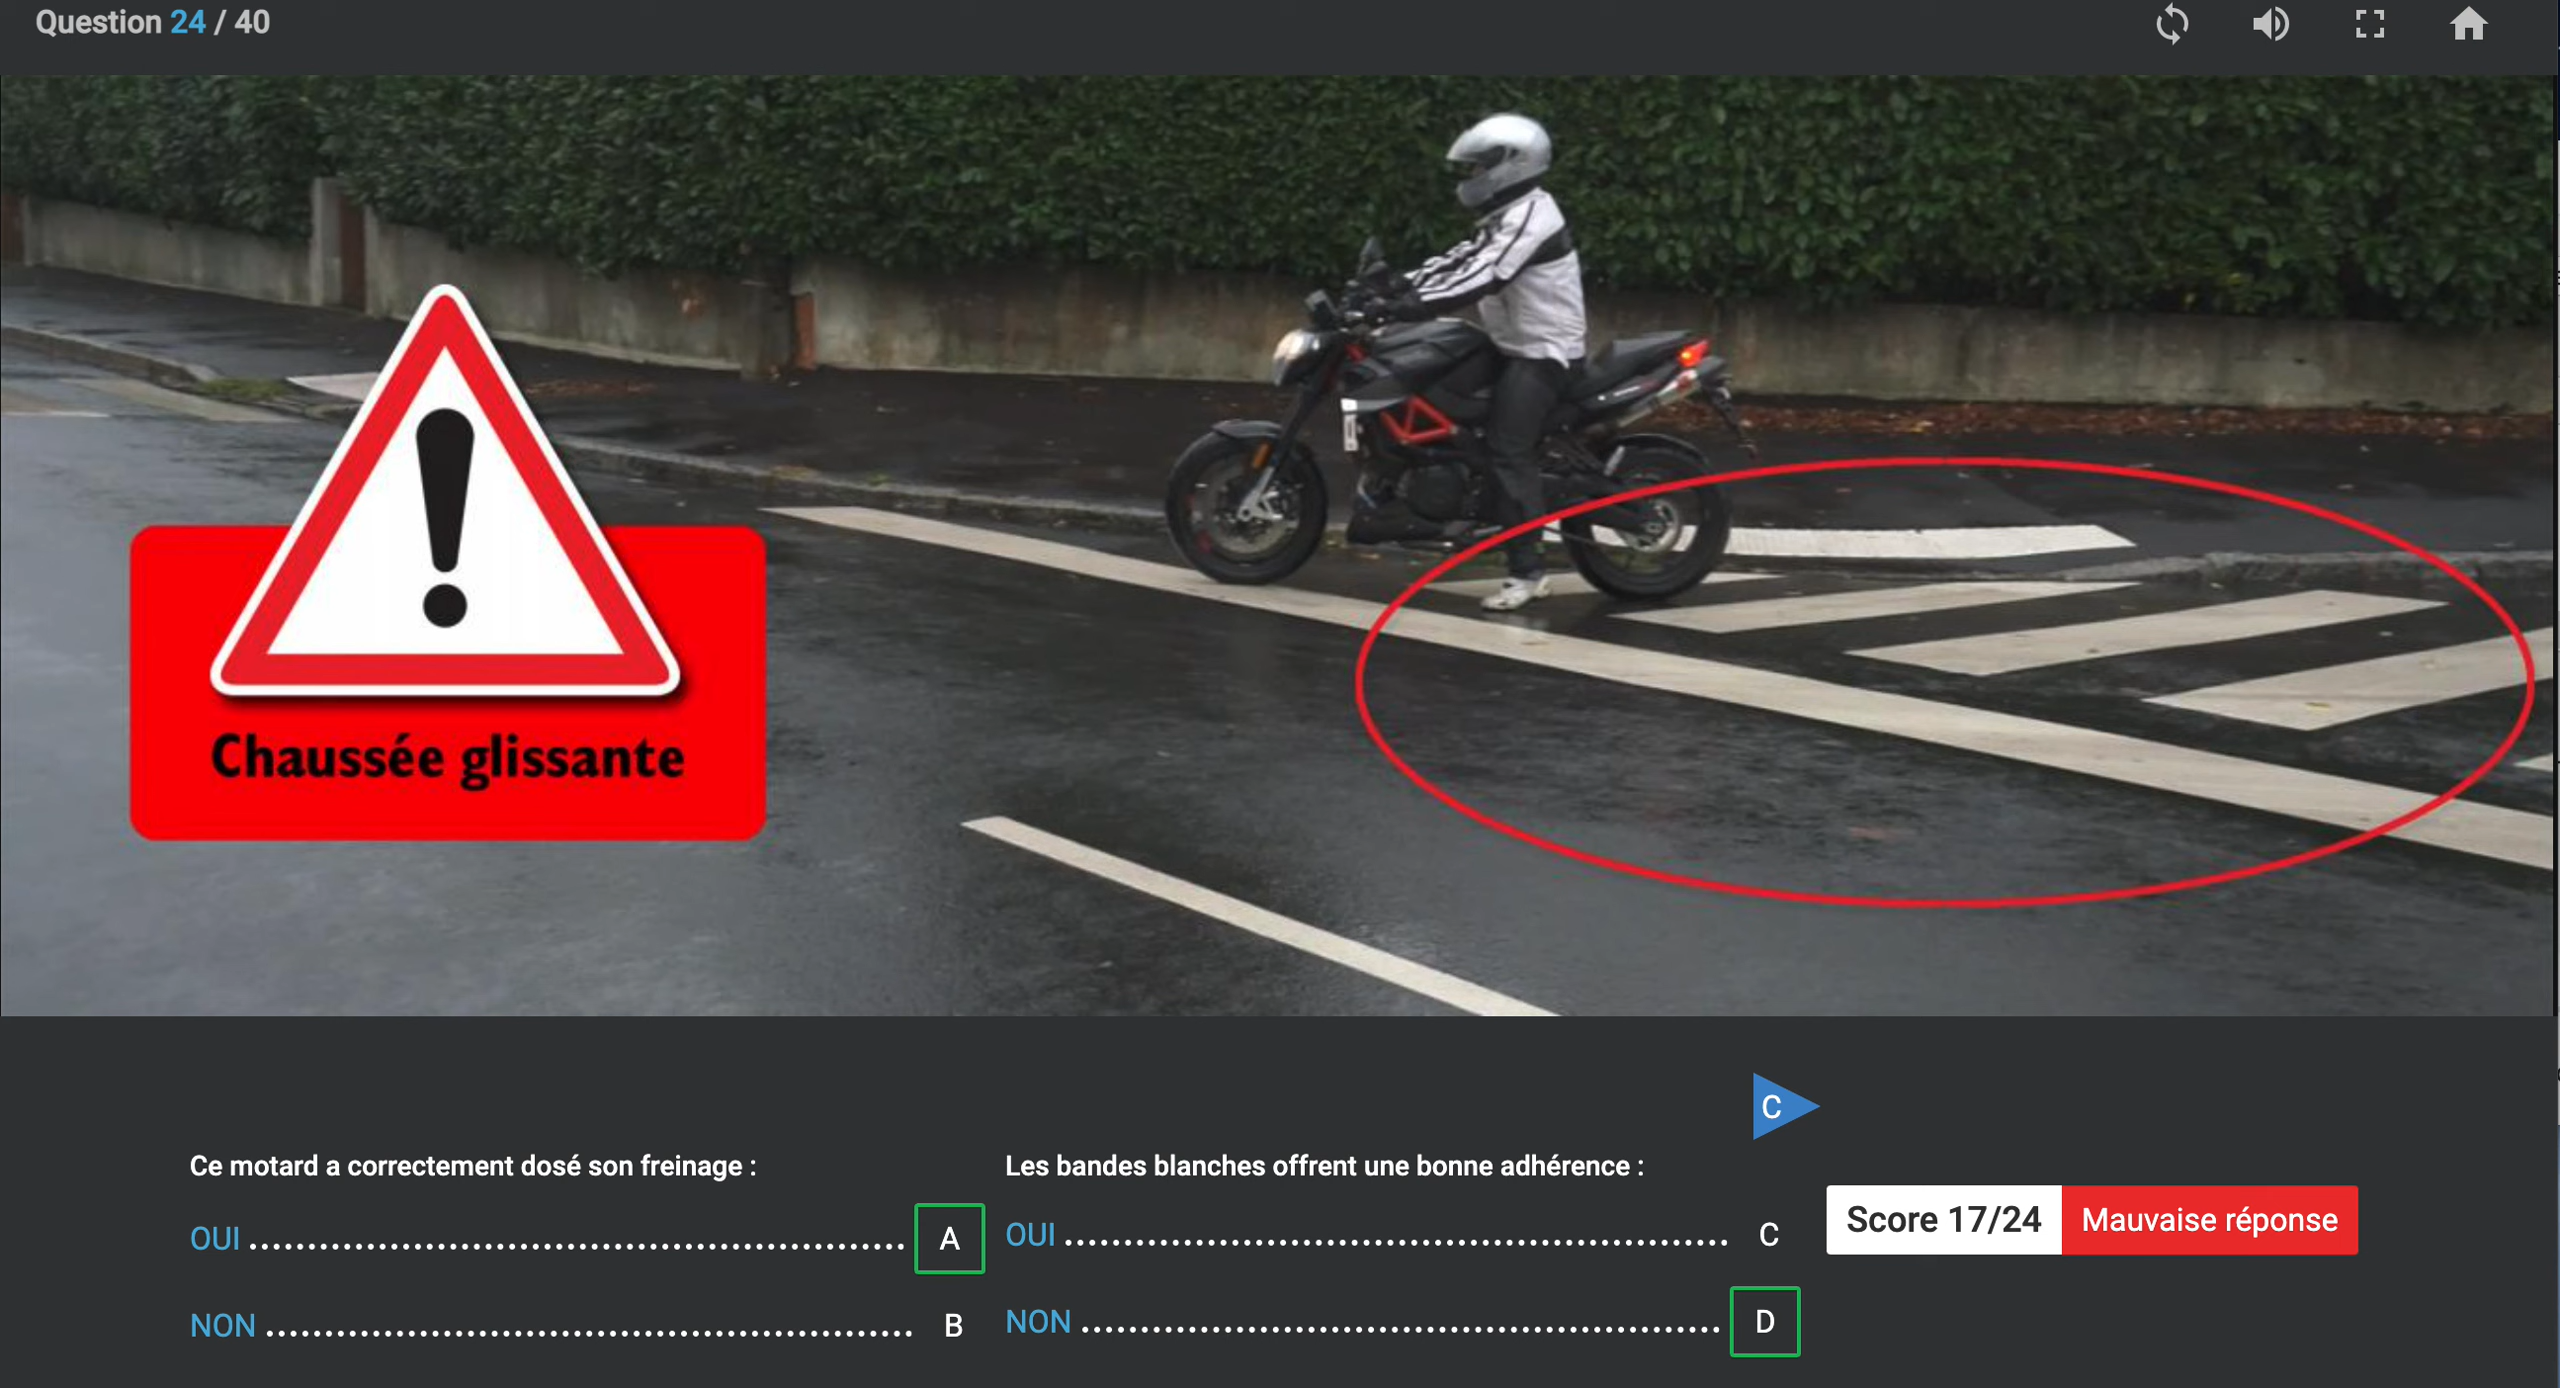 Question 24 / 40
Chaussée glissante
C
Ce motard a correctement dosé son freinage :
OUI ........................................................ A
NON ........................................................ B
Les bandes blanches offrent une bonne adhérence :
OUI ........................................................ C
NON ........................................................ D
Score 17/24 Mauvaise réponse